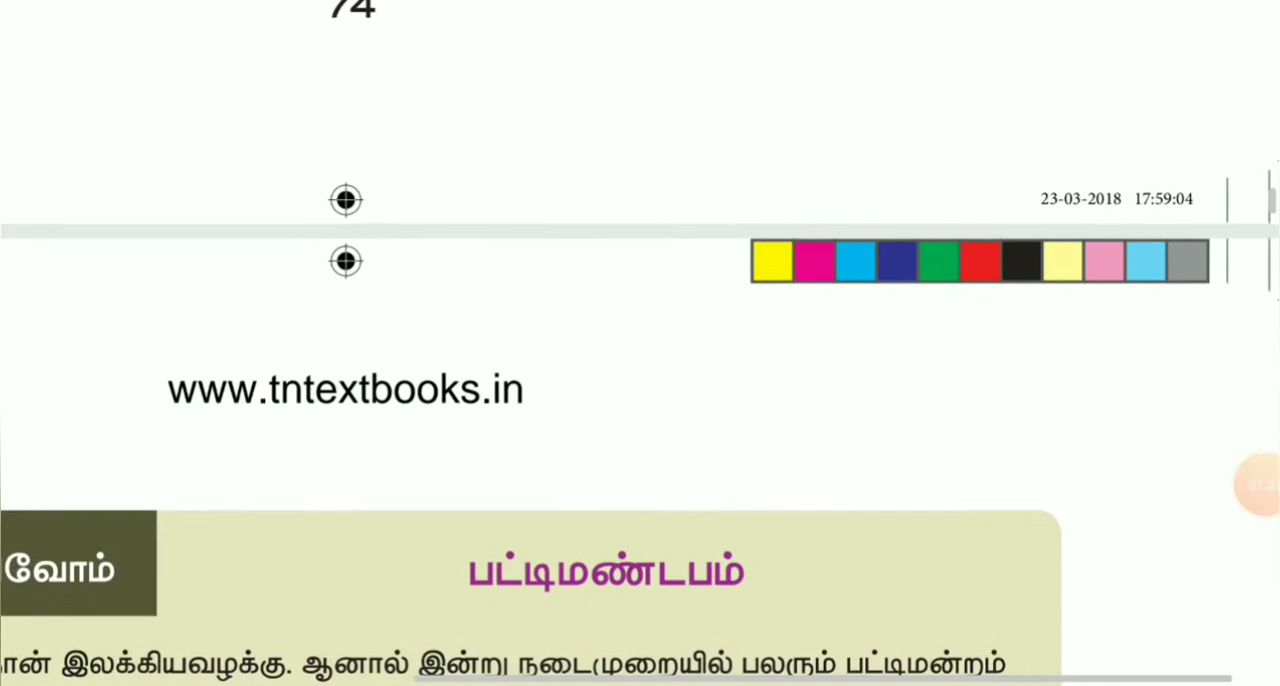 74
23-03-2018 17:59:04
www.tntextbooks.in
வோம்
பட்டிமண்டபம்
இலக்கியவழக்கு. ஆனால் இன்று நடைமுறையில் பலரும் பட்டிமன்றம்